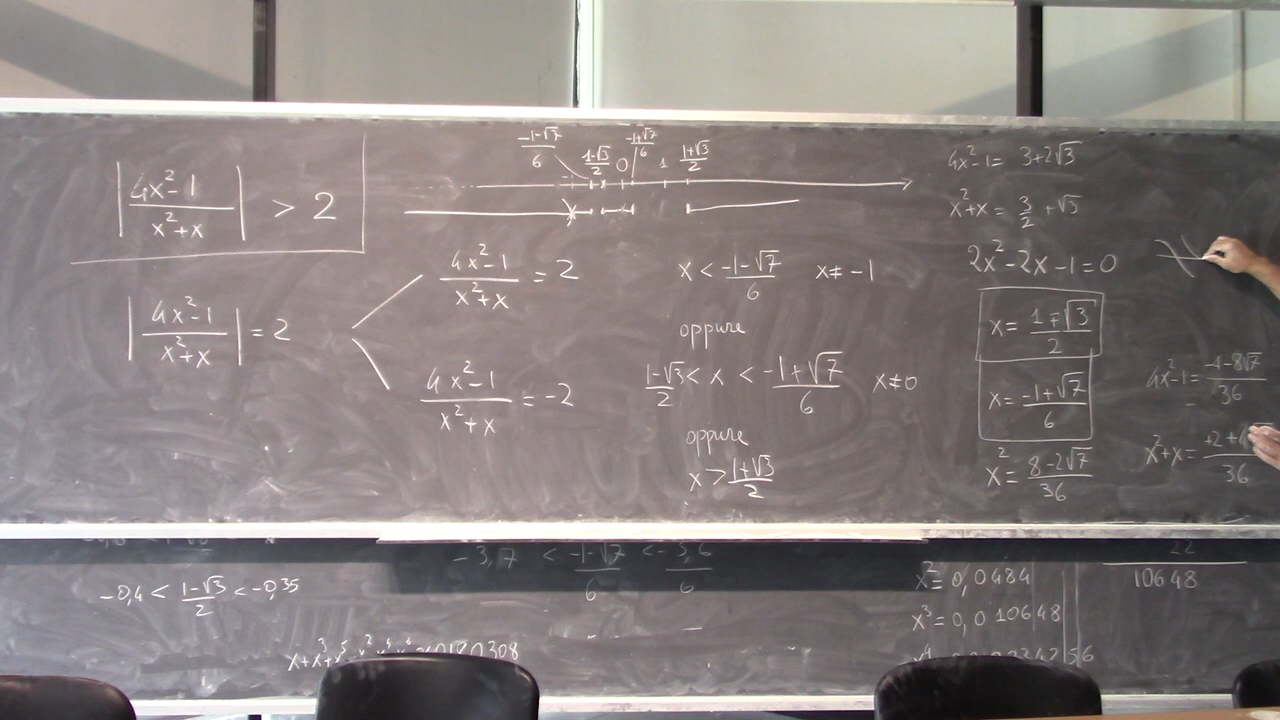 |4x²-1 / x²+x| > 2
|4x²-1 / x²+x| = 2
4x²-1 / x²+x = 2
4x²-1 / x²+x = -2
-1-√7 / 6 1-√3 / 2 0 -1+√7 / 6 1 1+√3 / 2
x < -1-√7 / 6 x ≠ -1
oppure
1-√3 / 2 < x < -1+√7 / 6 x ≠ 0
oppure
x > 1+√3 / 2
4x²-1 = 3+2√3
x²+x = 3/2 + √3
2x²-2x-1=0
x = 1∓√3 / 2
x = -1+√7 / 6
x² = 8-2√7 / 36
4x²-1 = -4-8√7 / 36
x²+x = +2+4 / 36
-0,4 < 1-√3 / 2 < -0,35
-3,7 < -1-√7 / 6 < -3,6 / 6
x² = 0,0484
x³ = 0,010648
22
10648